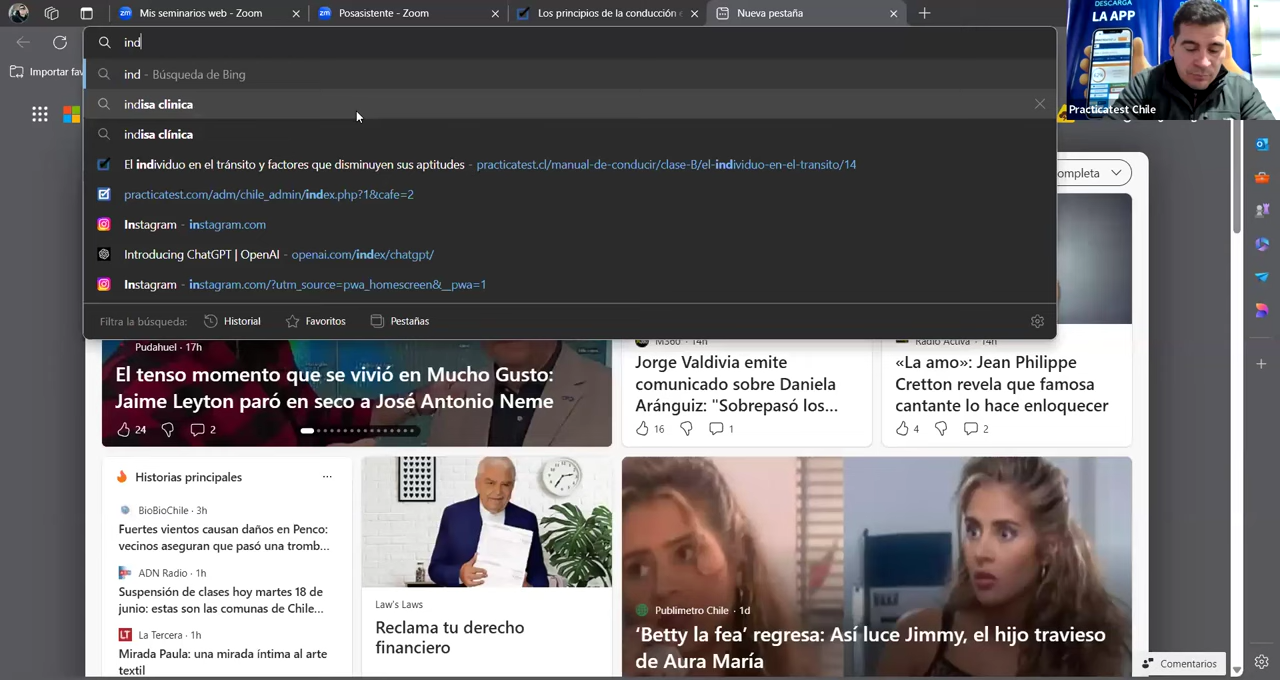 Mis seminarios web - Zoom
Posasistente - Zoom
Los principios de la conducción
Nueva pestaña
ind
Importar fav
ind - Búsqueda de Bing
indisa clinica
indisa clínica
El individuo en el tránsito y factores que disminuyen sus aptitudes - practicatest.cl/manual-de-conducir/clase-B/el-individuo-en-el-transito/14
practicatest.com/adm/chile_admin/index.php?1&cafe=2
Instagram - instagram.com
Introducing ChatGPT | OpenAI - openai.com/index/chatgpt/
Instagram - instagram.com/?utm_source=pwa_homescreen&__pwa=1
Filtra la búsqueda:
Historial
Favoritos
Pestañas
DESCARGA
LA APP
Practicatest Chile
ompleta
Pudahuel · 17h
El tenso momento que se vivió en Mucho Gusto:
Jaime Leyton paró en seco a José Antonio Neme
24
2
M360 · 14h
Jorge Valdivia emite
comunicado sobre Daniela
Aránguiz: "Sobrepasó los...
16
1
Radio Activa · 14h
«La amo»: Jean Philippe
Cretton revela que famosa
cantante lo hace enloquecer
4
2
Historias principales
BioBioChile · 3h
Fuertes vientos causan daños en Penco:
vecinos aseguran que pasó una tromb...
ADN Radio · 1h
Suspensión de clases hoy martes 18 de
junio: estas son las comunas de Chile...
LT
La Tercera · 1h
Mirada Paula: una mirada íntima al arte
textil
Law's Laws
Reclama tu derecho
financiero
Publimetro Chile · 1d
'Betty la fea' regresa: Así luce Jimmy, el hijo travieso
de Aura María
Comentarios